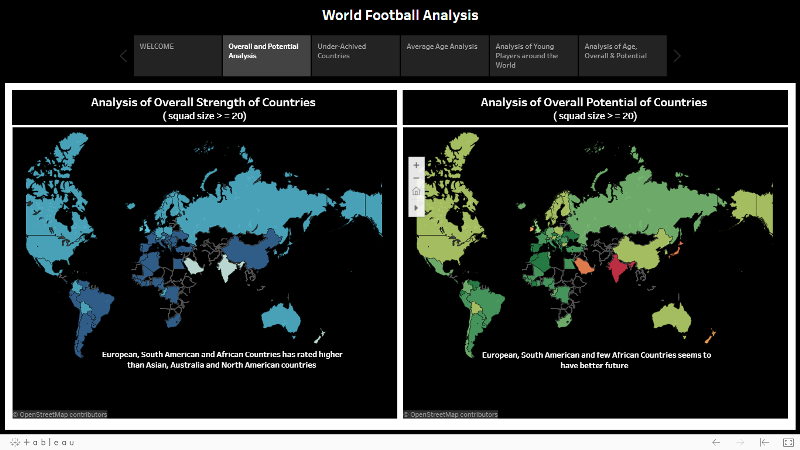 World Football Analysis
WELCOME
Overall and Potential
Analysis
Under-Achived
Countries
Average Age Analysis
Analysis of Young
Players around the
World
Analysis of Age,
Overall & Potential
Analysis of Overall Strength of Countries
( squad size > = 20)
European, South American and African Countries has rated higher
than Asian, Australia and North American countries
© OpenStreetMap contributors
Analysis of Overall Potential of Countries
( squad size > = 20)
European, South American and few African Countries seems to
have better future
© OpenStreetMap contributors
+ a b l e a u